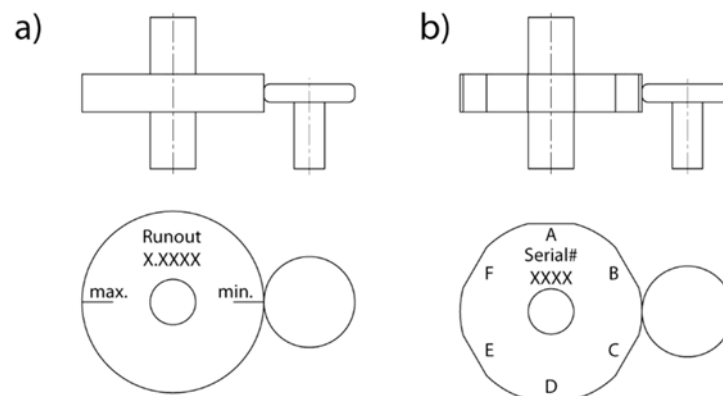 a)
Runout
X.XXXX
max.
min.
b)
A
Serial#
XXXX
F
B
E
C
D